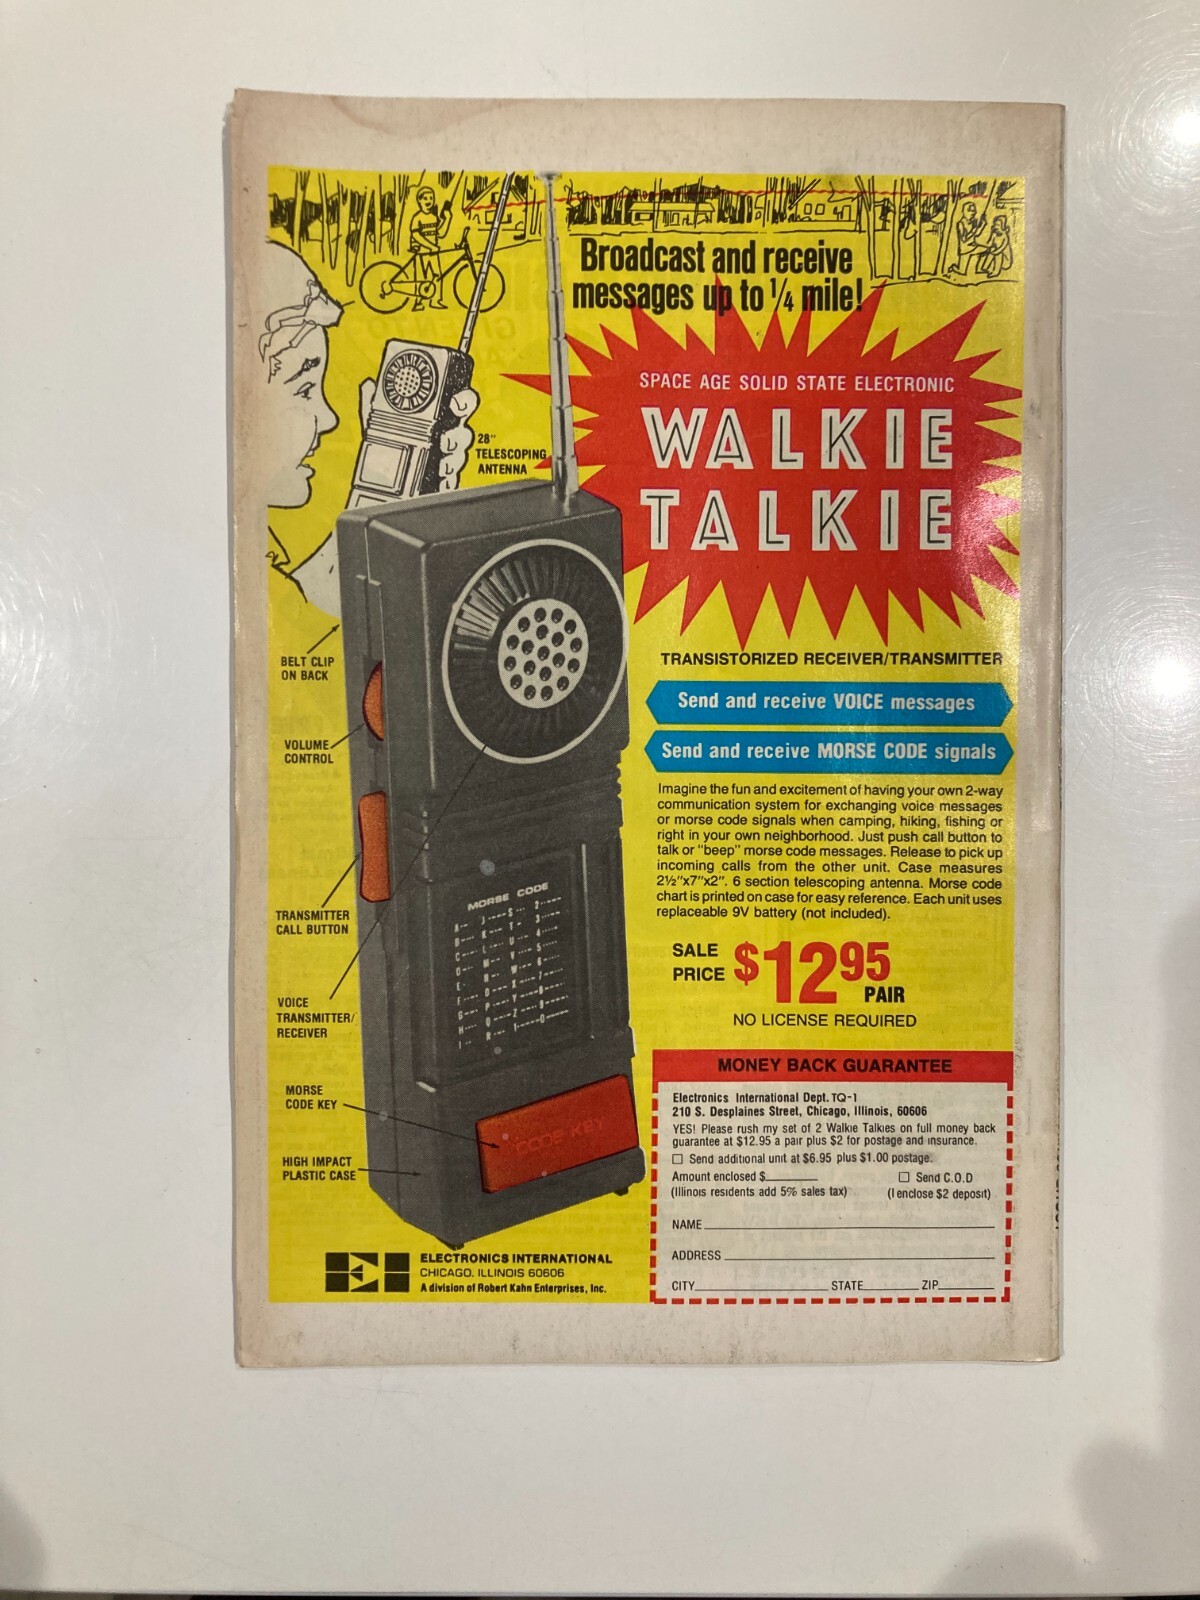 Broadcast and receive
messages up to 1/4 mile!
SPACE AGE SOLID STATE ELECTRONIC
WALKIE
TALKIE
28"
TELESCOPING
ANTENNA
BELT CLIP
ON BACK
VOLUME
CONTROL
TRANSMITTER
CALL BUTTON
VOICE
TRANSMITTER/
RECEIVER
MORSE
CODE KEY
HIGH IMPACT
PLASTIC CASE
MORSE CODE
CODE KEY
TRANSISTORIZED RECEIVER/TRANSMITTER
Send and receive VOICE messages
Send and receive MORSE CODE signals
Imagine the fun and excitement of having your own 2-way
communication system for exchanging voice messages
or morse code signals when camping, hiking, fishing or
right in your own neighborhood. Just push call button to
talk or "beep" morse code messages. Release to pick up
incoming calls from the other unit. Case measures
2½"x7"x2". 6 section telescoping antenna. Morse code
chart is printed on case for easy reference. Each unit uses
replaceable 9V battery (not included).
SALE
PRICE $12 95
PAIR
NO LICENSE REQUIRED
MONEY BACK GUARANTEE
Electronics International Dept. TQ-1
210 S. Desplaines Street, Chicago, Illinois, 60606
YES! Please rush my set of 2 Walkie Talkies on full money back
guarantee at $12.95 a pair plus $2 for postage and insurance.
☐ Send additional unit at $6.95 plus $1.00 postage.
Amount enclosed $________ ☐ Send C.O.D
(Illinois residents add 5% sales tax) (I enclose $2 deposit)
NAME
ADDRESS
CITY STATE ZIP
EI
ELECTRONICS INTERNATIONAL
CHICAGO, ILLINOIS 60606
A division of Robert Kahn Enterprises, Inc.